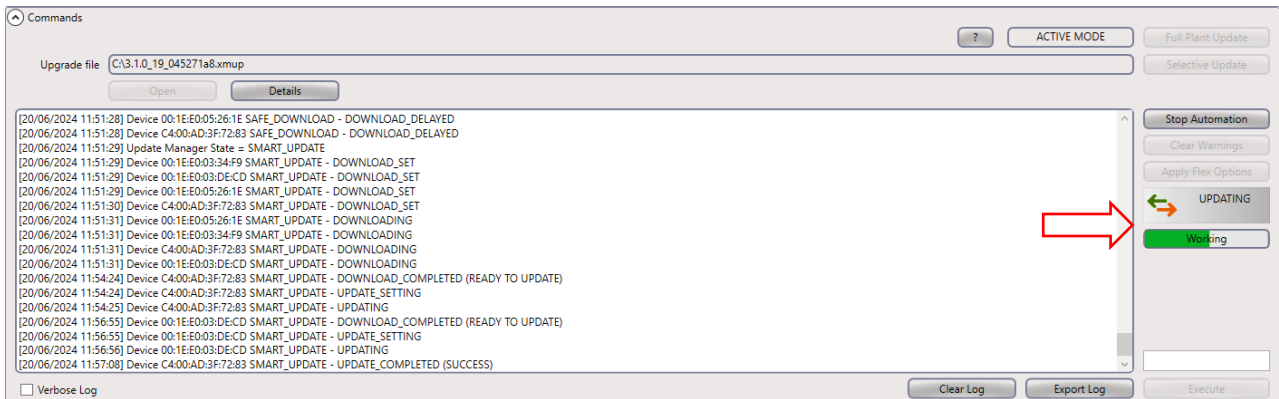 Commands
? ACTIVE MODE Full Plant Update
Upgrade file C:\3.1.0_19_045271a8.xmup Selective Update
Open Details
[20/06/2024 11:51:28] Device 00:1E:E0:05:26:1E SAFE_DOWNLOAD - DOWNLOAD_DELAYED
[20/06/2024 11:51:28] Device C4:00:AD:3F:72:83 SAFE_DOWNLOAD - DOWNLOAD_DELAYED
[20/06/2024 11:51:29] Update Manager State = SMART_UPDATE
[20/06/2024 11:51:29] Device 00:1E:E0:03:34:F9 SMART_UPDATE - DOWNLOAD_SET
[20/06/2024 11:51:29] Device 00:1E:E0:03:DE:CD SMART_UPDATE - DOWNLOAD_SET
[20/06/2024 11:51:29] Device 00:1E:E0:05:26:1E SMART_UPDATE - DOWNLOAD_SET
[20/06/2024 11:51:30] Device C4:00:AD:3F:72:83 SMART_UPDATE - DOWNLOAD_SET
[20/06/2024 11:51:31] Device 00:1E:E0:05:26:1E SMART_UPDATE - DOWNLOADING
[20/06/2024 11:51:31] Device 00:1E:E0:03:34:F9 SMART_UPDATE - DOWNLOADING
[20/06/2024 11:51:31] Device C4:00:AD:3F:72:83 SMART_UPDATE - DOWNLOADING
[20/06/2024 11:51:31] Device 00:1E:E0:03:DE:CD SMART_UPDATE - DOWNLOADING
[20/06/2024 11:54:24] Device C4:00:AD:3F:72:83 SMART_UPDATE - DOWNLOAD_COMPLETED (READY TO UPDATE)
[20/06/2024 11:54:24] Device C4:00:AD:3F:72:83 SMART_UPDATE - UPDATE_SETTING
[20/06/2024 11:54:25] Device C4:00:AD:3F:72:83 SMART_UPDATE - UPDATING
[20/06/2024 11:56:55] Device 00:1E:E0:03:DE:CD SMART_UPDATE - DOWNLOAD_COMPLETED (READY TO UPDATE)
[20/06/2024 11:56:55] Device 00:1E:E0:03:DE:CD SMART_UPDATE - UPDATE_SETTING
[20/06/2024 11:56:56] Device 00:1E:E0:03:DE:CD SMART_UPDATE - UPDATING
[20/06/2024 11:57:08] Device C4:00:AD:3F:72:83 SMART_UPDATE - UPDATE_COMPLETED (SUCCESS)
Stop Automation
Clear Warnings
Apply Flex Options
UPDATING
Working
Verbose Log Clear Log Export Log Execute